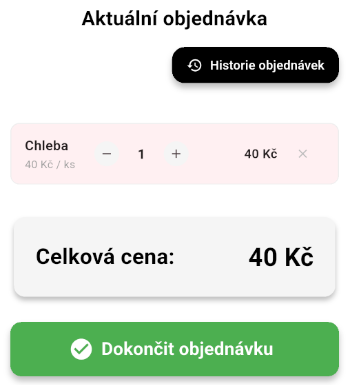 Aktuální objednávka
Historie objednávek
Chleba
40 Kč / ks
− 1 +
40 Kč ×
Celková cena: 40 Kč
Dokončit objednávku